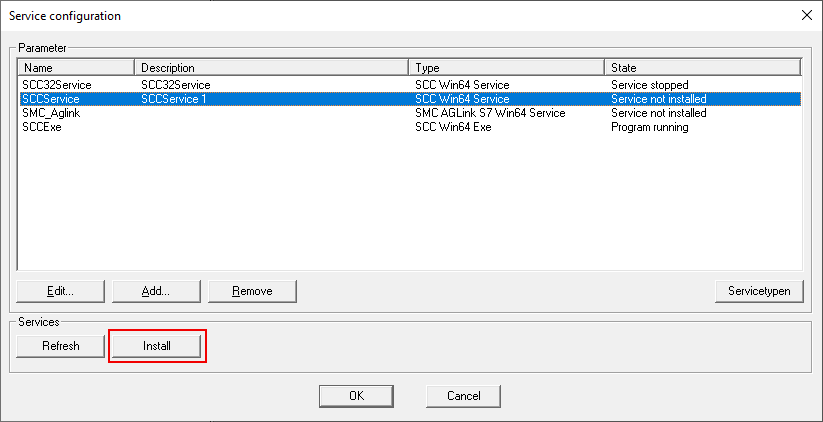 Service configuration
Parameter
Name Description Type State
SCC32Service SCC32Service SCC Win64 Service Service stopped
SCCService SCCService 1 SCC Win64 Service Service not installed
SMC_Aglink SMC AGLink S7 Win64 Service Service not installed
SCCExe SCC Win64 Exe Program running
Edit... Add... Remove Servicetypen
Services
Refresh Install
OK Cancel